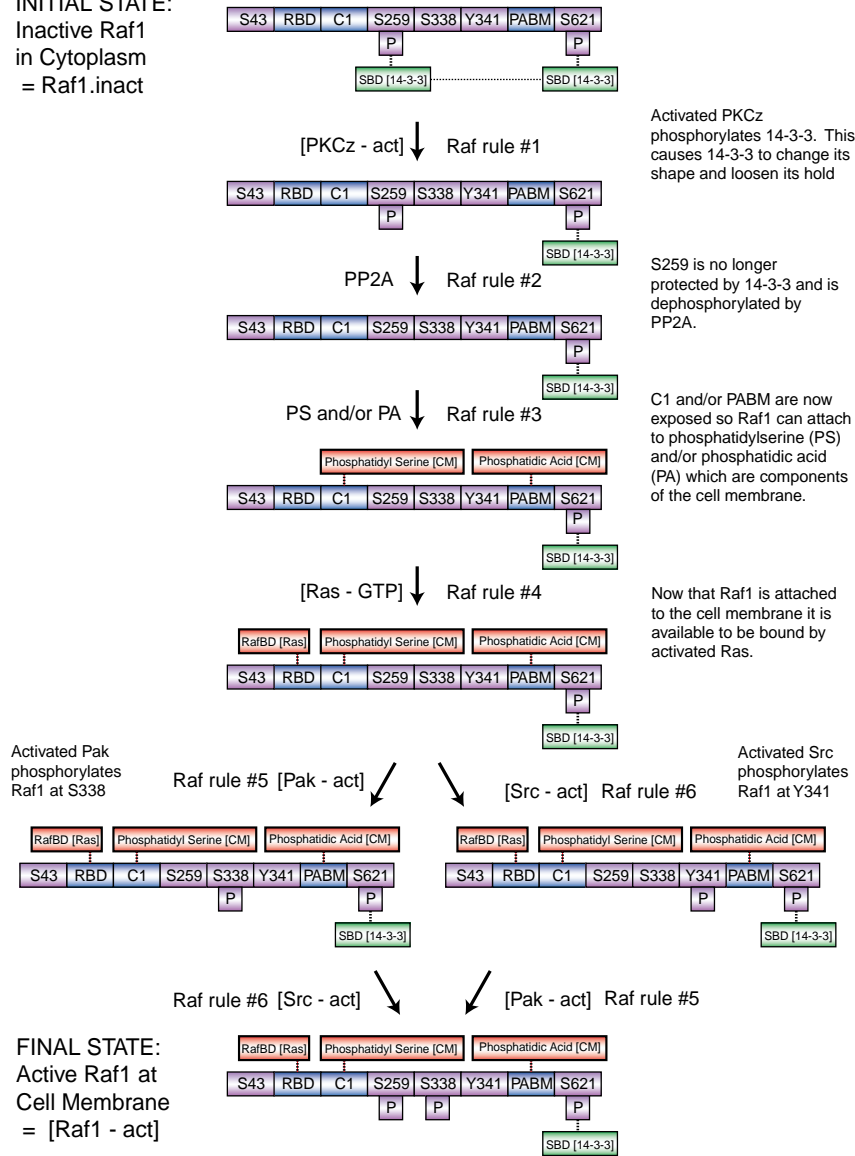 INITIAL STATE:
Inactive Raf1
in Cytoplasm
= Raf1.inact
S43 RBD C1 S259 S338 Y341 PABM S621
P P
SBD [14-3-3] SBD [14-3-3]
[PKCz - act] Raf rule #1
Activated PKCz
phosphorylates 14-3-3. This
causes 14-3-3 to change its
shape and loosen its hold
S43 RBD C1 S259 S338 Y341 PABM S621
P
SBD [14-3-3]
PP2A Raf rule #2
S259 is no longer
protected by 14-3-3 and is
dephosphorylated by
PP2A.
S43 RBD C1 S259 S338 Y341 PABM S621
P
SBD [14-3-3]
PS and/or PA Raf rule #3
C1 and/or PABM are now
exposed so Raf1 can attach
to phosphatidylserine (PS)
and/or phosphatidic acid
(PA) which are components
of the cell membrane.
Phosphatidyl Serine [CM] Phosphatidic Acid [CM]
S43 RBD C1 S259 S338 Y341 PABM S621
P
SBD [14-3-3]
[Ras - GTP] Raf rule #4
Now that Raf1 is attached
to the cell membrane it is
available to be bound by
activated Ras.
RafBD [Ras] Phosphatidyl Serine [CM] Phosphatidic Acid [CM]
S43 RBD C1 S259 S338 Y341 PABM S621
P
SBD [14-3-3]
Activated Pak
phosphorylates
Raf1 at S338
Raf rule #5 [Pak - act]
[Src - act] Raf rule #6
Activated Src
phosphorylates
Raf1 at Y341
RafBD [Ras] Phosphatidyl Serine [CM] Phosphatidic Acid [CM]
S43 RBD C1 S259 S338 Y341 PABM S621
P P
SBD [14-3-3]
RafBD [Ras] Phosphatidyl Serine [CM] Phosphatidic Acid [CM]
S43 RBD C1 S259 S338 Y341 PABM S621
P P
SBD [14-3-3]
Raf rule #6 [Src - act]
[Pak - act] Raf rule #5
FINAL STATE:
Active Raf1 at
Cell Membrane
= [Raf1 - act]
RafBD [Ras] Phosphatidyl Serine [CM] Phosphatidic Acid [CM]
S43 RBD C1 S259 S338 Y341 PABM S621
P P P
SBD [14-3-3]